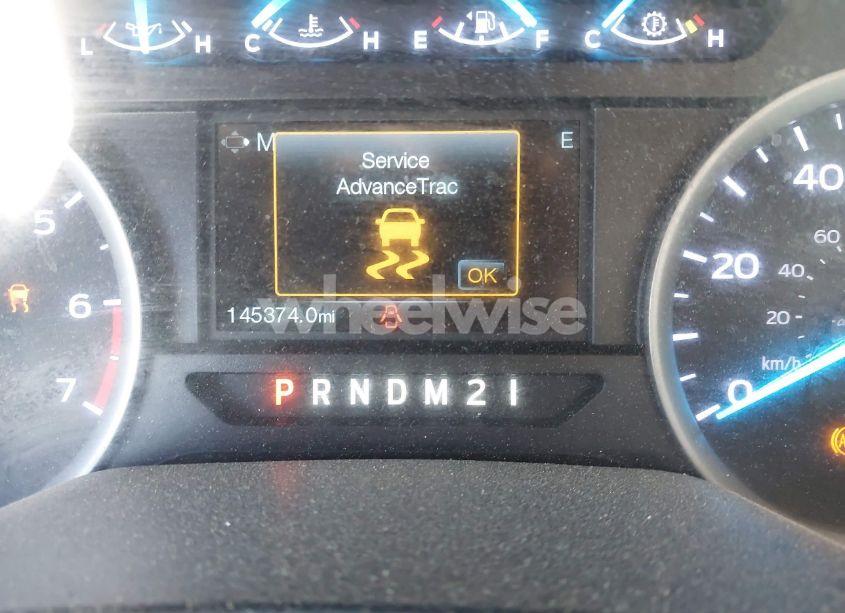 L H C H E F C H
M E
Service
AdvanceTrac
OK
145374.0mi
wheelwise
5
6
7
P R N D M 2 1
40
60
20
40
20
km/h
0